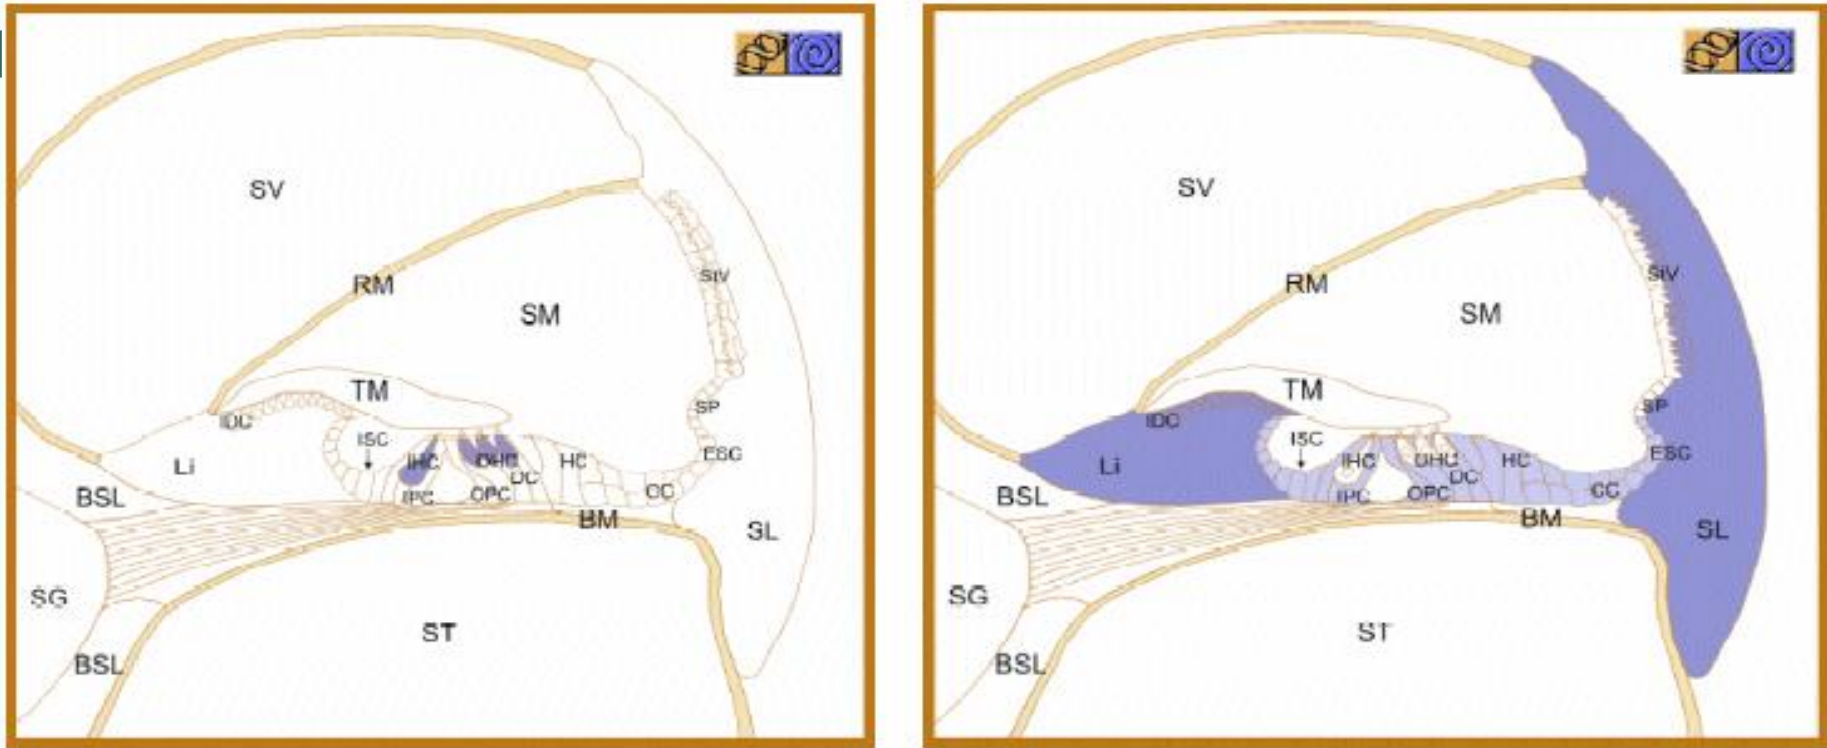 SV
RM
SM
StV
TM
SP
IDC
ISC
ESC
IHC
OHC
HC
Li
DC
CC
IPC
OPC
BSL
BM
SL
SG
ST
BSL
SV
RM
SM
StV
TM
SP
IDC
ISC
ESC
IHC
OHC
HC
Li
DC
CC
IPC
OPC
BSL
BM
SL
SG
ST
BSL